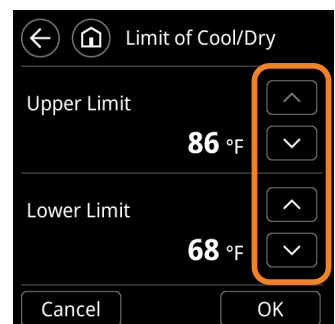 Limit of Cool/Dry
Upper Limit
86 °F
Lower Limit
68 °F
Cancel OK